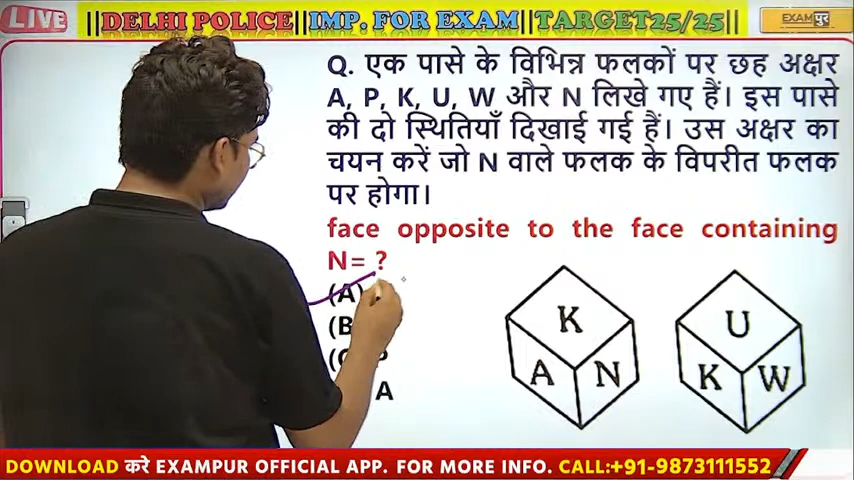 LIVE
||DELHI POLICE||IMP. FOR EXAM||TARGET25/25||
EXAMपुर
Q. एक पासे के विभिन्न फलकों पर छह अक्षर
A, P, K, U, W और N लिखे गए हैं। इस पासे
की दो स्थितियाँ दिखाई गई हैं। उस अक्षर का
चयन करें जो N वाले फलक के विपरीत फलक
पर होगा।
face opposite to the face containing
N= ?
(A)
(B
P
A
K
A N
U
K W
DOWNLOAD करे EXAMPUR OFFICIAL APP. FOR MORE INFO. CALL:+91-9873111552